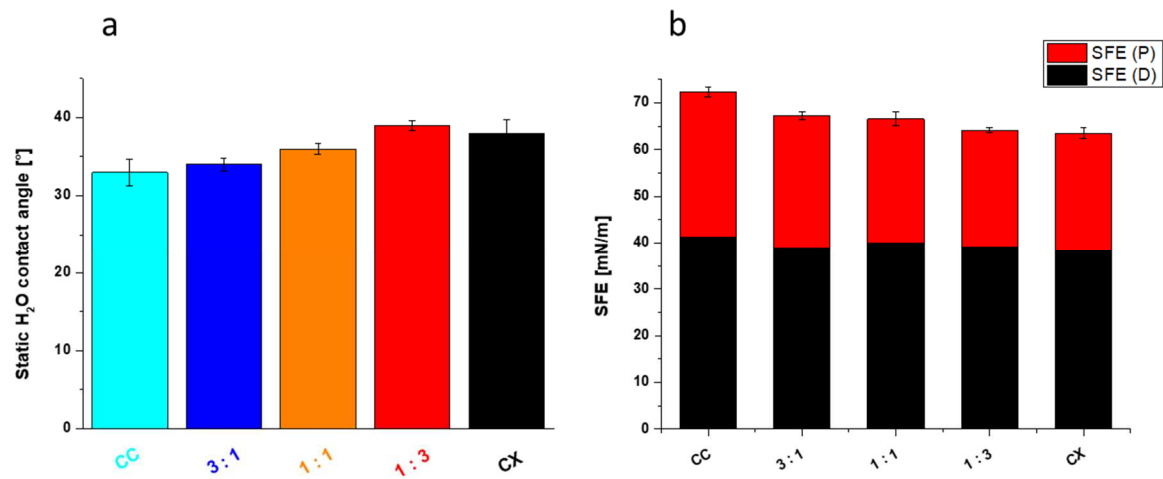 a
Static H₂O contact angle [°]
40
30
20
10
0
CC
3 : 1
1 : 1
1 : 3
CX
b
SFE (P)
SFE (D)
SFE [mN/m]
70
60
50
40
30
20
10
0
CC
3 : 1
1 : 1
1 : 3
CX